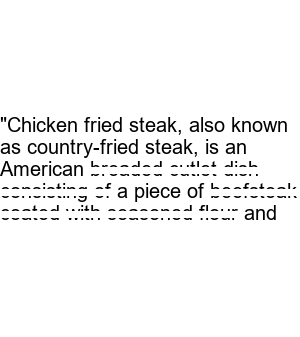 "Chicken fried steak, also known
as country-fried steak, is an
American breaded cutlet dish
consisting of a piece of beefsteak
coated with seasoned flour and